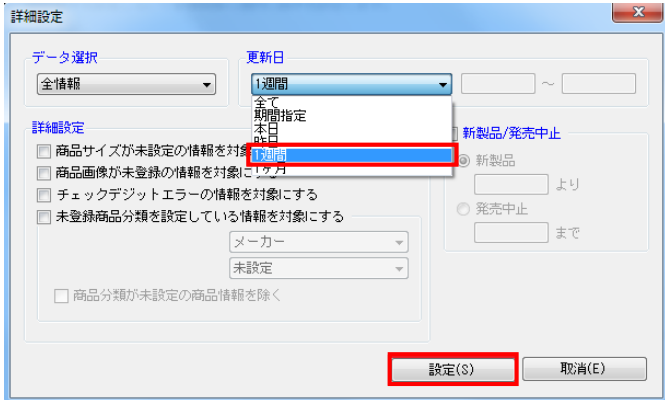 詳細設定
データ選択
更新日
全情報
1週間
～
全て
期間指定
本日
昨日
1週間
1ヶ月
詳細設定
商品サイズが未設定の情報を対象
商品画像が未登録の情報を対象にする
チェックデジットエラーの情報を対象にする
未登録商品分類を設定している情報を対象にする
メーカー
未設定
商品分類が未設定の商品情報を除く
新製品/発売中止
新製品
より
発売中止
まで
設定(S)
取消(E)